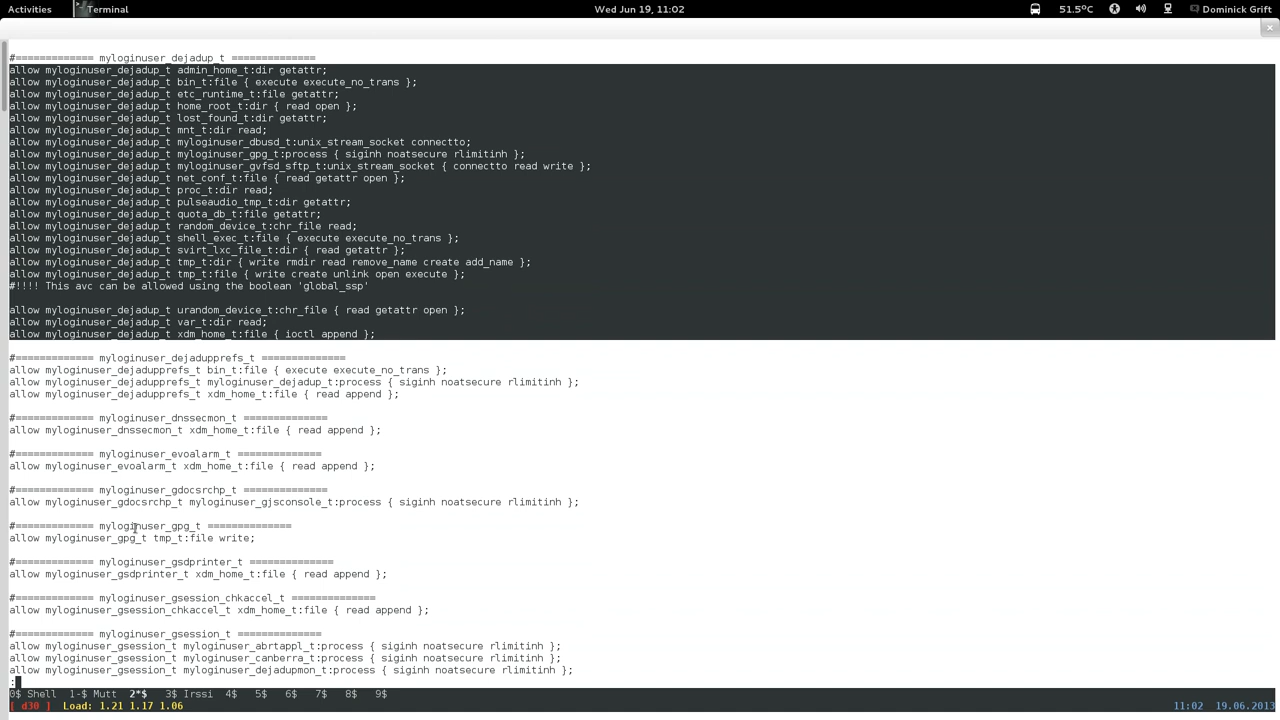 Activities Terminal Wed Jun 19, 11:02 51.5°C Dominick Grift
#============= myloginuser_dejadup_t ==============
allow myloginuser_dejadup_t admin_home_t:dir getattr;
allow myloginuser_dejadup_t bin_t:file { execute execute_no_trans };
allow myloginuser_dejadup_t etc_runtime_t:file getattr;
allow myloginuser_dejadup_t home_root_t:dir { read open };
allow myloginuser_dejadup_t lost_found_t:dir getattr;
allow myloginuser_dejadup_t mnt_t:dir read;
allow myloginuser_dejadup_t myloginuser_dbusd_t:unix_stream_socket connectto;
allow myloginuser_dejadup_t myloginuser_gpg_t:process { siginh noatsecure rlimitinh };
allow myloginuser_dejadup_t myloginuser_gvfsd_sftp_t:unix_stream_socket { connectto read write };
allow myloginuser_dejadup_t net_conf_t:file { read getattr open };
allow myloginuser_dejadup_t proc_t:dir read;
allow myloginuser_dejadup_t pulseaudio_tmp_t:dir getattr;
allow myloginuser_dejadup_t quota_db_t:file getattr;
allow myloginuser_dejadup_t random_device_t:chr_file read;
allow myloginuser_dejadup_t shell_exec_t:file { execute execute_no_trans };
allow myloginuser_dejadup_t svirt_lxc_file_t:dir { read getattr };
allow myloginuser_dejadup_t tmp_t:dir { write rmdir read remove_name create add_name };
allow myloginuser_dejadup_t tmp_t:file { write create unlink open execute };
#!!!! This avc can be allowed using the boolean 'global_ssp'
allow myloginuser_dejadup_t urandom_device_t:chr_file { read getattr open };
allow myloginuser_dejadup_t var_t:dir read;
allow myloginuser_dejadup_t xdm_home_t:file { ioctl append };
#============= myloginuser_dejadupprefs_t ==============
allow myloginuser_dejadupprefs_t bin_t:file { execute execute_no_trans };
allow myloginuser_dejadupprefs_t myloginuser_dejadup_t:process { siginh noatsecure rlimitinh };
allow myloginuser_dejadupprefs_t xdm_home_t:file { read append };
#============= myloginuser_dnssecmon_t ==============
allow myloginuser_dnssecmon_t xdm_home_t:file { read append };
#============= myloginuser_evoalarm_t ==============
allow myloginuser_evoalarm_t xdm_home_t:file { read append };
#============= myloginuser_gdocsrchp_t ==============
allow myloginuser_gdocsrchp_t myloginuser_gjsconsole_t:process { siginh noatsecure rlimitinh };
#============= myloginuser_gpg_t ==============
allow myloginuser_gpg_t tmp_t:file write;
#============= myloginuser_gsdprinter_t ==============
allow myloginuser_gsdprinter_t xdm_home_t:file { read append };
#============= myloginuser_gsession_chkaccel_t ==============
allow myloginuser_gsession_chkaccel_t xdm_home_t:file { read append };
#============= myloginuser_gsession_t ==============
allow myloginuser_gsession_t myloginuser_abrtappl_t:process { siginh noatsecure rlimitinh };
allow myloginuser_gsession_t myloginuser_canberra_t:process { siginh noatsecure rlimitinh };
allow myloginuser_gsession_t myloginuser_dejadupmon_t:process { siginh noatsecure rlimitinh };
:
0$ Shell 1-$ Mutt 2*$ 3$ Irssi 4$ 5$ 6$ 7$ 8$ 9$
[ d30 ] Load: 1.21 1.17 1.06 11:02 19.06.2013